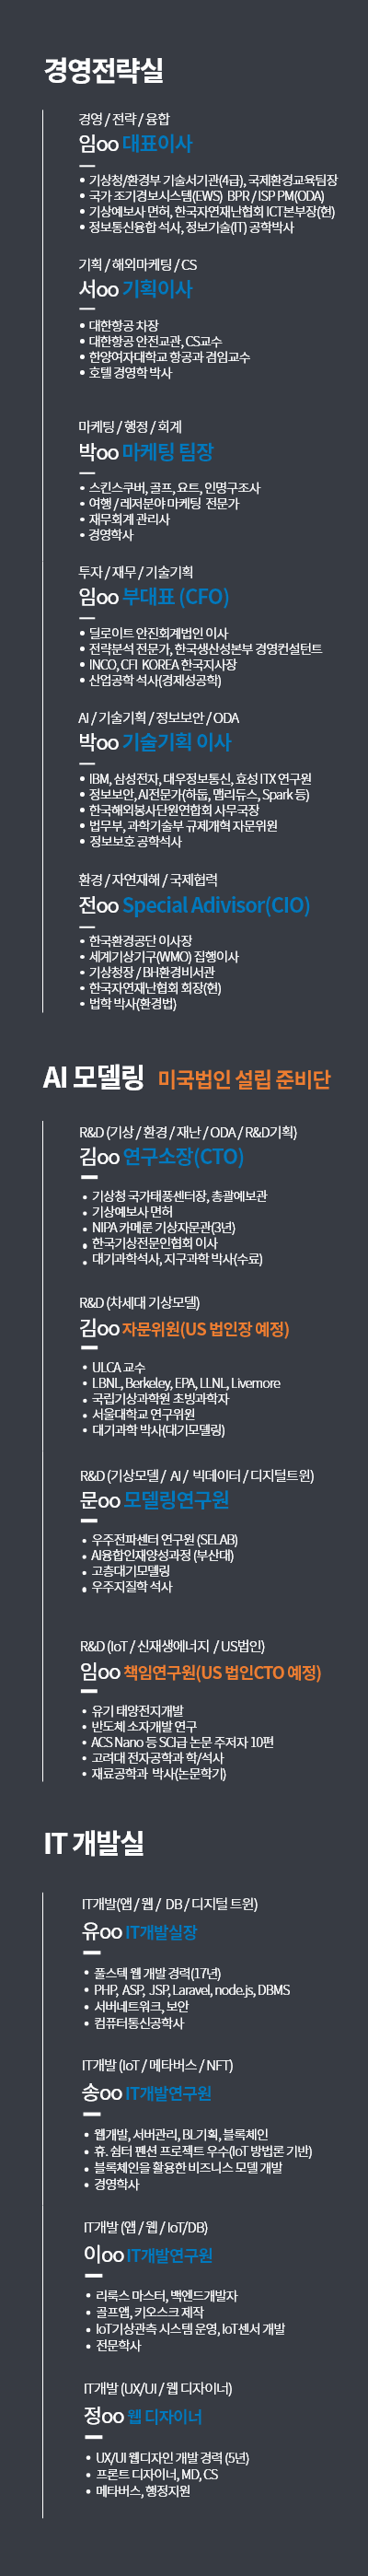 경영전략실
경영 / 전략 / 융합
임oo 대표이사
• 기상청/환경부 기술서기관(4급), 국제환경교육팀장
• 국가 조기경보시스템(EWS) BPR / ISP PM(ODA)
• 기상예보사 면허, 한국자연재난협회 ICT본부장(현)
• 정보통신융합 석사, 정보기술(IT) 공학박사
기획 / 해외마케팅 / CS
서oo 기획이사
• 대한항공 차장
• 대한항공 안전교관, CS교수
• 한양여자대학교 항공과 겸임교수
• 호텔 경영학 박사
마케팅 / 행정 / 회계
박oo 마케팅 팀장
• 스킨스쿠버, 골프, 요트, 인명구조사
• 여행 / 레저분야 마케팅 전문가
• 재무회계 관리사
• 경영학사
투자 / 재무 / 기술기획
임oo 부대표 (CFO)
• 딜로이트 안진회계법인 이사
• 전략분석 전문가, 한국생산성본부 경영컨설턴트
• INCO, CFI KOREA 한국지사장
• 산업공학 석사(경제성공학)
AI / 기술기획 / 정보보안 / ODA
박oo 기술기획 이사
• IBM, 삼성전자, 대우정보통신, 효성 ITX 연구원
• 정보보안, AI전문가(하둡, 맵리듀스, Spark 등)
• 한국해외봉사단원연합회 사무국장
• 법무부, 과학기술부 규제개혁 자문위원
• 정보보호 공학석사
환경 / 자연재해 / 국제협력
전oo Special Adivisor(CIO)
• 한국환경공단 이사장
• 세계기상기구(WMO) 집행이사
• 기상청장 / BH환경비서관
• 한국자연재난협회 회장(현)
• 법학 박사(환경법)
AI 모델링 미국법인 설립 준비단
R&D (기상 / 환경 / 재난 / ODA / R&D기획)
김oo 연구소장(CTO)
• 기상청 국가태풍센터장, 총괄예보관
• 기상예보사 면허
• NIPA 카메룬 기상자문관(3년)
• 한국기상전문인협회 이사
• 대기과학석사, 지구과학 박사(수료)
R&D (차세대 기상모델)
김oo 자문위원(US 법인장 예정)
• ULCA 교수
• LBNL, Berkeley, EPA, LLNL, Livemore
• 국립기상과학원 초빙과학자
• 서울대학교 연구위원
• 대기과학 박사(대기모델링)
R&D (기상모델 / AI / 빅데이터 / 디지털트윈)
문oo 모델링연구원
• 우주전파센터 연구원 (SELAB)
• AI융합인재양성과정 (부산대)
• 고층대기모델링
• 우주지질학 석사
R&D (IoT / 신재생에너지 / US법인)
임oo 책임연구원(US 법인CTO 예정)
• 유기 태양전지개발
• 반도체 소자개발 연구
• ACS Nano 등 SCI급 논문 주저자 10편
• 고려대 전자공학과 학/석사
• 재료공학과 박사(논문학기)
IT 개발실
IT개발(앱 / 웹 / DB / 디지털 트윈)
유oo IT개발실장
• 풀스텍 웹 개발 경력(17년)
• PHP, ASP, JSP, Laravel, node.js, DBMS
• 서버네트워크, 보안
• 컴퓨터통신공학사
IT개발 (IoT / 메타버스 / NFT)
송oo IT개발연구원
• 웹개발, 서버관리, BL기획, 블록체인
• 휴. 쉼터 팬션 프로젝트 우수(IoT 방법론 기반)
• 블록체인을 활용한 비즈니스 모델 개발
• 경영학사
IT개발 (앱 / 웹 / IoT/DB)
이oo IT개발연구원
• 리눅스 마스터, 백엔드개발자
• 골프앱, 키오스크 제작
• IoT기상관측 시스템 운영, IoT센서 개발
• 전문학사
IT개발 (UX/UI / 웹 디자이너)
정oo 웹 디자이너
• UX/UI 웹디자인 개발 경력 (5년)
• 프론트 디자이너, MD, CS
• 메타버스, 행정지원